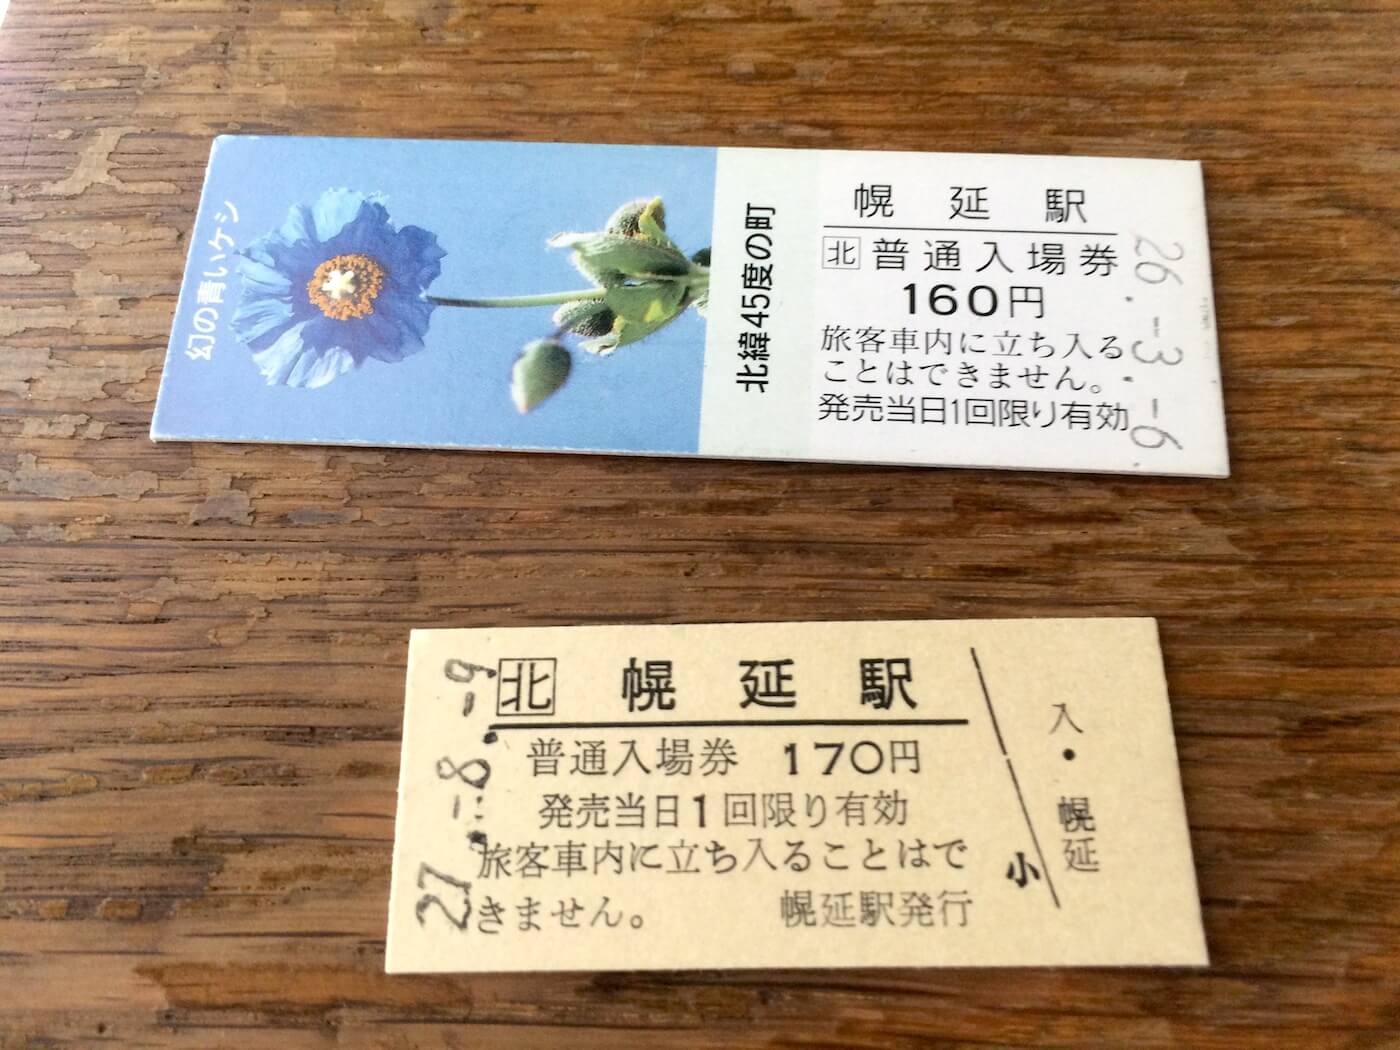 幻の青いケシ
北緯45度の町
幌延駅
北 普通入場券
160円
旅客車内に立ち入る
ことはできません。
発売当日1回限り有効
26.-3.-6.
北 幌延駅
普通入場券 170円
発売当日1回限り有効
旅客車内に立ち入ることはで
きません。 幌延駅発行
27.-8.-9
小
入・幌延